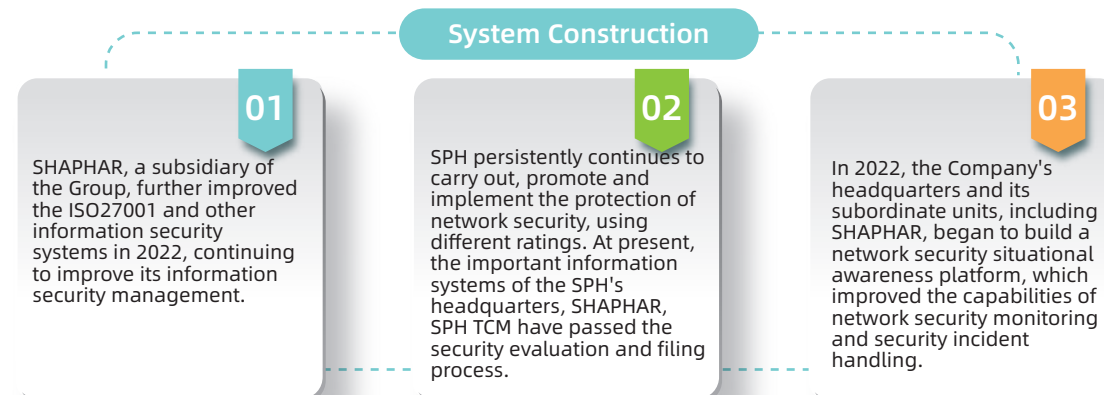 System Construction
01
SHAPHAR, a subsidiary of
the Group, further improved
the ISO27001 and other
information security
systems in 2022, continuing
to improve its information
security management.
02
SPH persistently continues to
carry out, promote and
implement the protection of
network security, using
different ratings. At present,
the important information
systems of the SPH's
headquarters, SHAPHAR,
SPH TCM have passed the
security evaluation and filing
process.
03
In 2022, the Company's
headquarters and its
subordinate units, including
SHAPHAR, began to build a
network security situational
awareness platform, which
improved the capabilities of
network security monitoring
and security incident
handling.